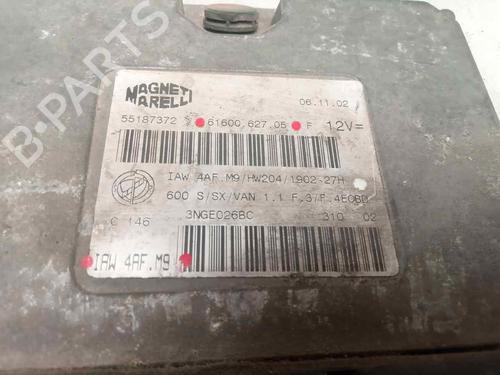 B-PARTS
MAGNETI
MARELLI
06.11.02
55187372 61600.627.05 F 12V=
IAW 4AF.M9/HW204/1902-27H
600 S/SX/VAN 1.1 F.3/F.4EOBD
C 146 3NGE026BC 310 02
IAW 4AF.M9